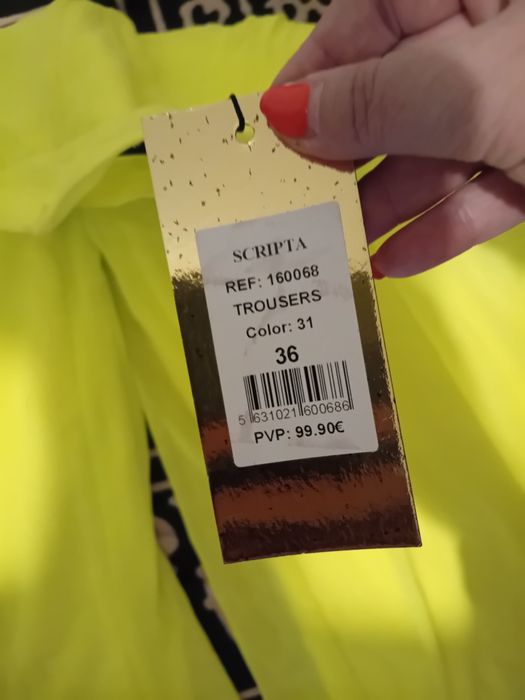 SCRIPTA
REF: 160068
TROUSERS
Color: 31
36
5 631021 600686
PVP: 99.90€